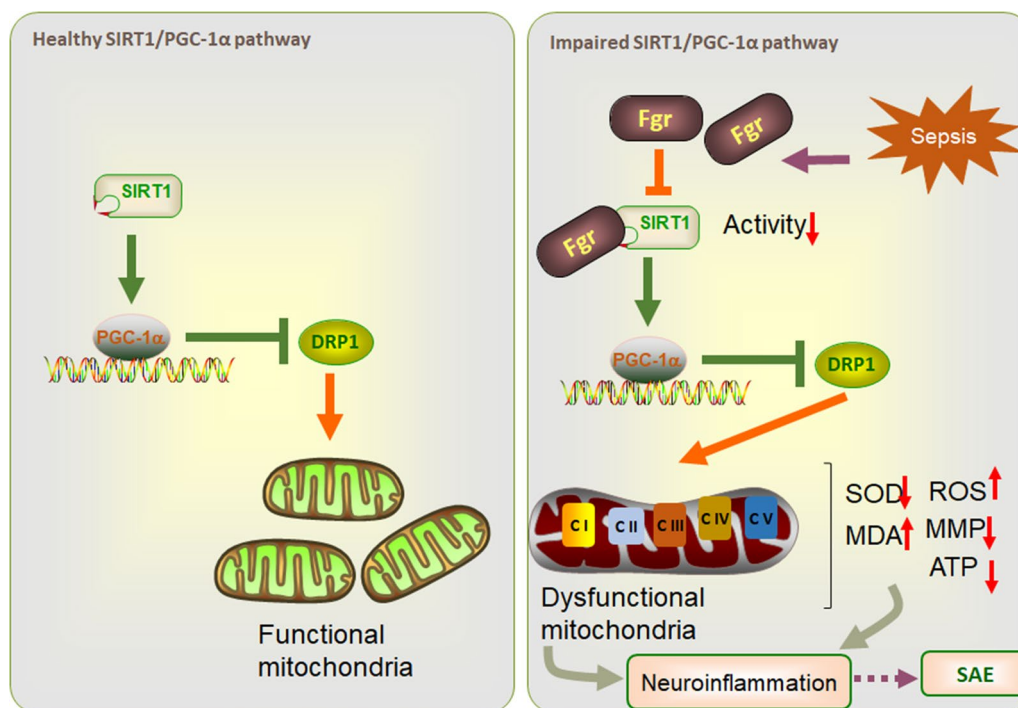 Healthy SIRT1/PGC-1α pathway
SIRT1
PGC-1α
DRP1
Functional
mitochondria
Impaired SIRT1/PGC-1α pathway
Fgr
Fgr
Sepsis
Fgr
SIRT1
Activity
PGC-1α
DRP1
C I
C II
C III
C IV
C V
SOD
ROS
MDA
MMP
ATP
Dysfunctional
mitochondria
Neuroinflammation
SAE